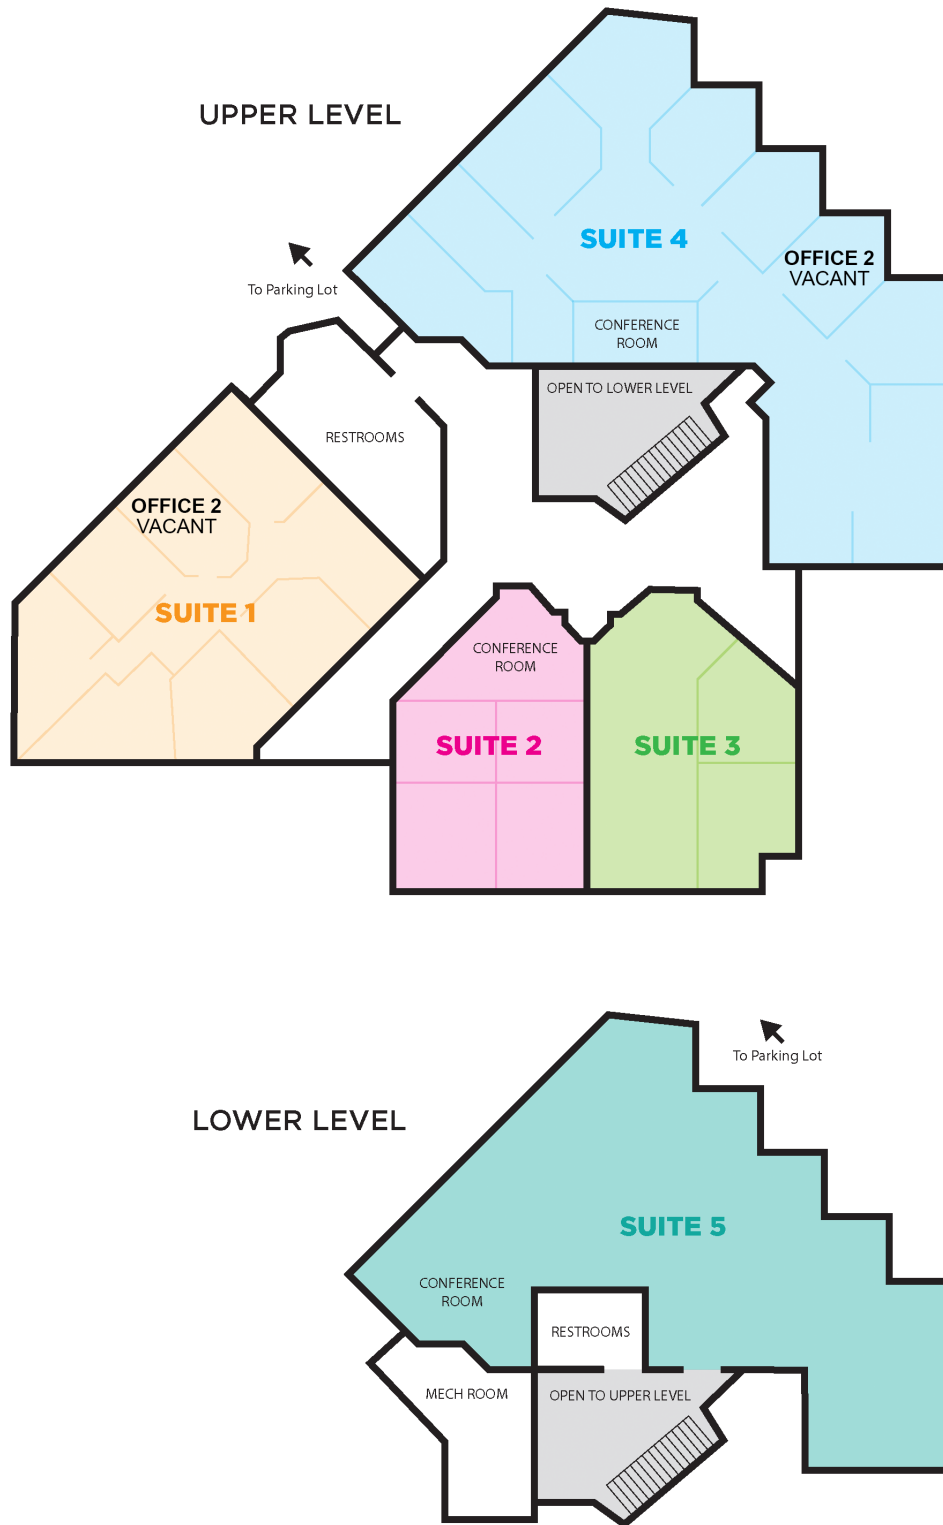 UPPER LEVEL
SUITE 4
OFFICE 2
VACANT
To Parking Lot
CONFERENCE
ROOM
OPEN TO LOWER LEVEL
RESTROOMS
OFFICE 2
VACANT
SUITE 1
CONFERENCE
ROOM
SUITE 2
SUITE 3
To Parking Lot
LOWER LEVEL
SUITE 5
CONFERENCE
ROOM
RESTROOMS
MECH ROOM
OPEN TO UPPER LEVEL